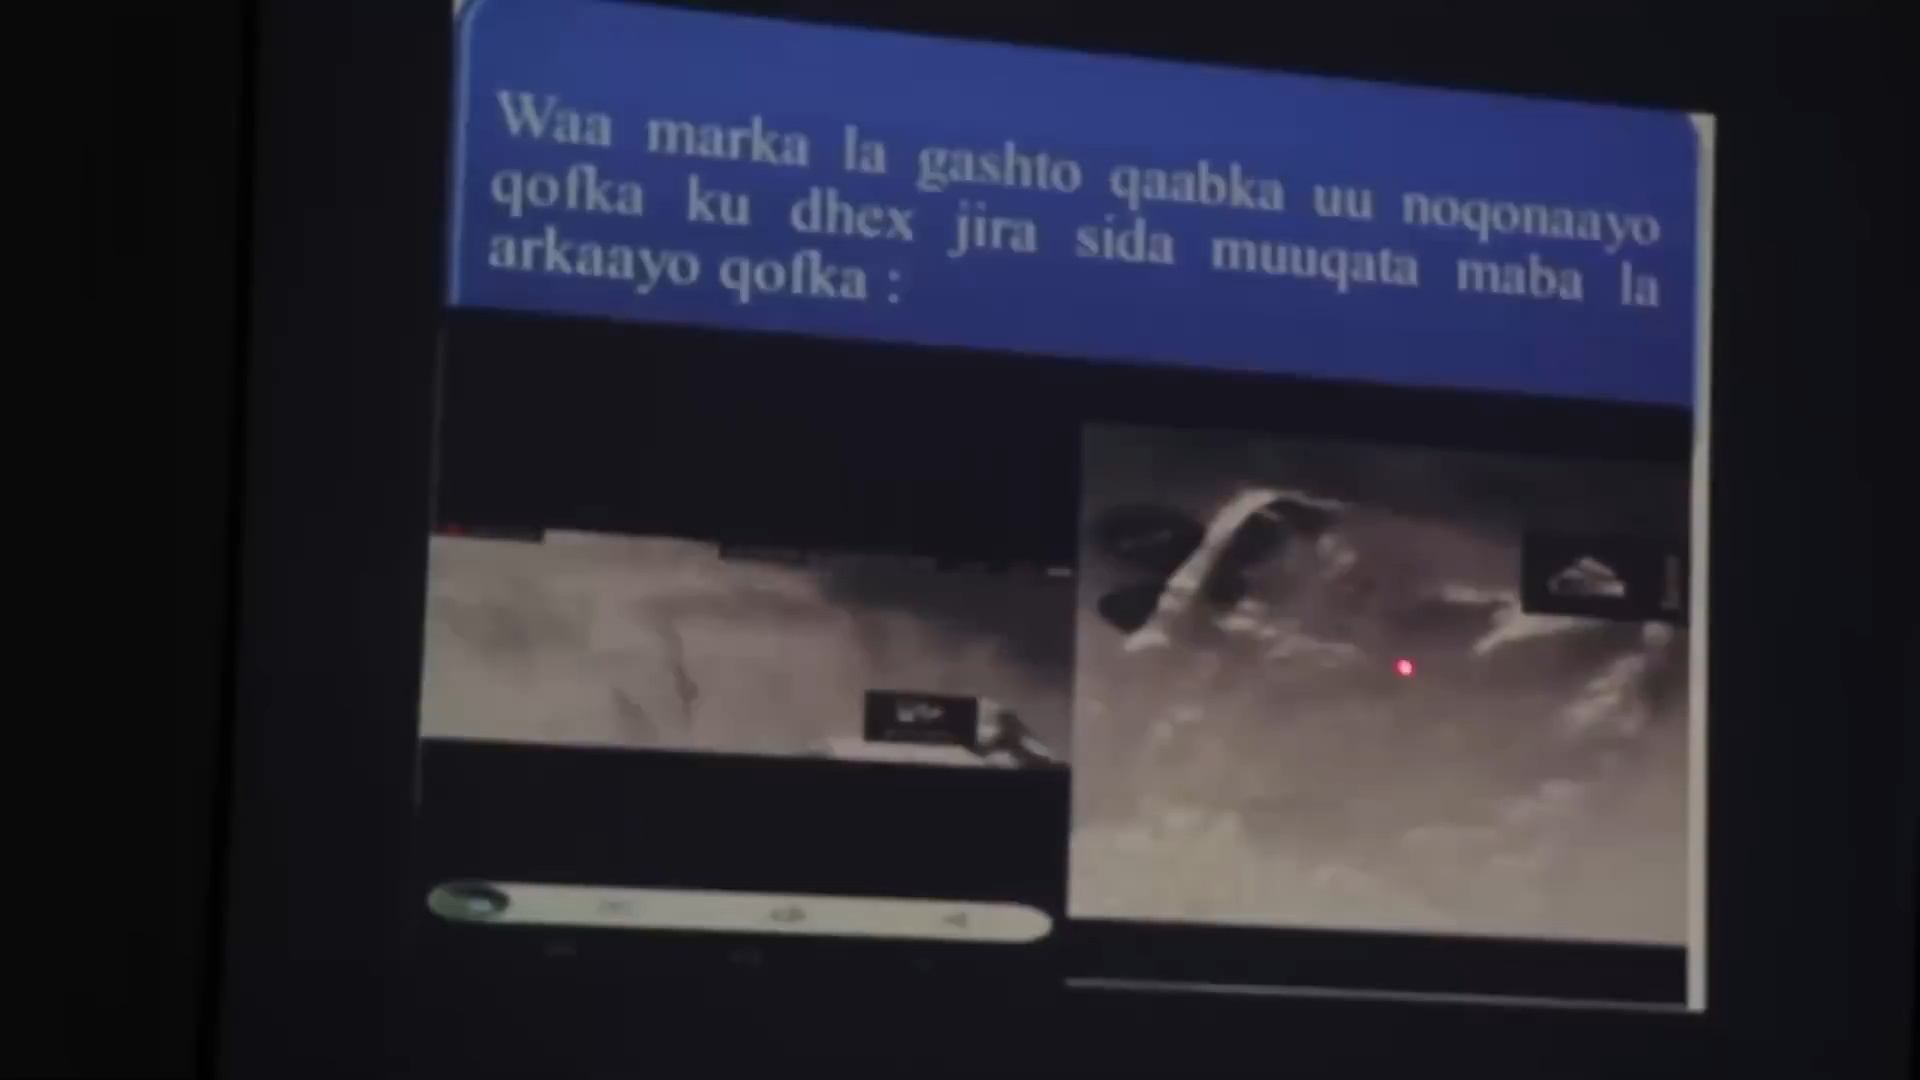 Waa marka la gashto qaabka uu noqonaayo
qofka ku dhex jira sida muuqata maba la
arkaayo qofka :